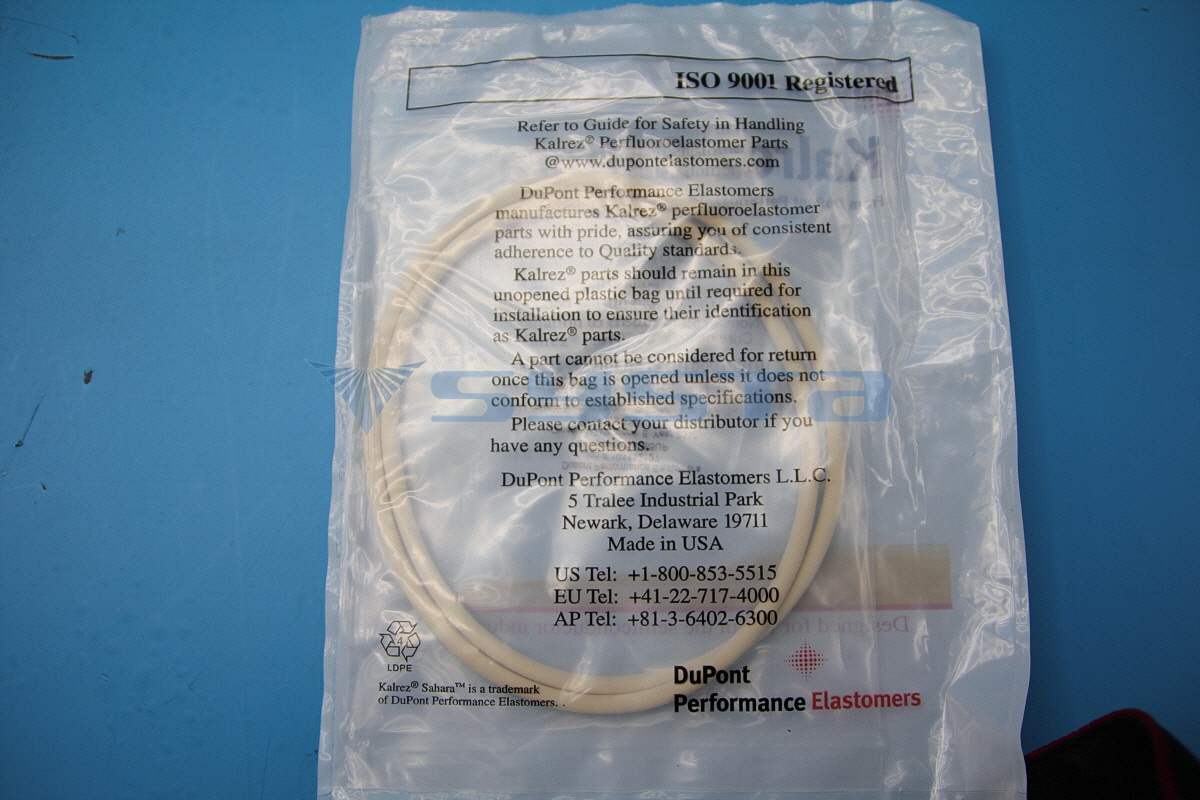 ISO 9001 Registered
Refer to Guide for Safety in Handling
Kalrez® Perfluoroelastomer Parts
@www.dupontelastomers.com
DuPont Performance Elastomers
manufactures Kalrez® perfluoroelastomer
parts with pride, assuring you of consistent
adherence to Quality standards.
Kalrez® parts should remain in this
unopened plastic bag until required for
installation to ensure their identification
as Kalrez® parts.
A part cannot be considered for return
once this bag is opened unless it does not
conform to established specifications.
Please contact your distributor if you
have any questions.
DuPont Performance Elastomers L.L.C.
5 Tralee Industrial Park
Newark, Delaware 19711
Made in USA
US Tel: +1-800-853-5515
EU Tel: +41-22-717-4000
AP Tel: +81-3-6402-6300
4
LDPE
Kalrez® Sahara™ is a trademark
of DuPont Performance Elastomers.
DuPont
Performance Elastomers